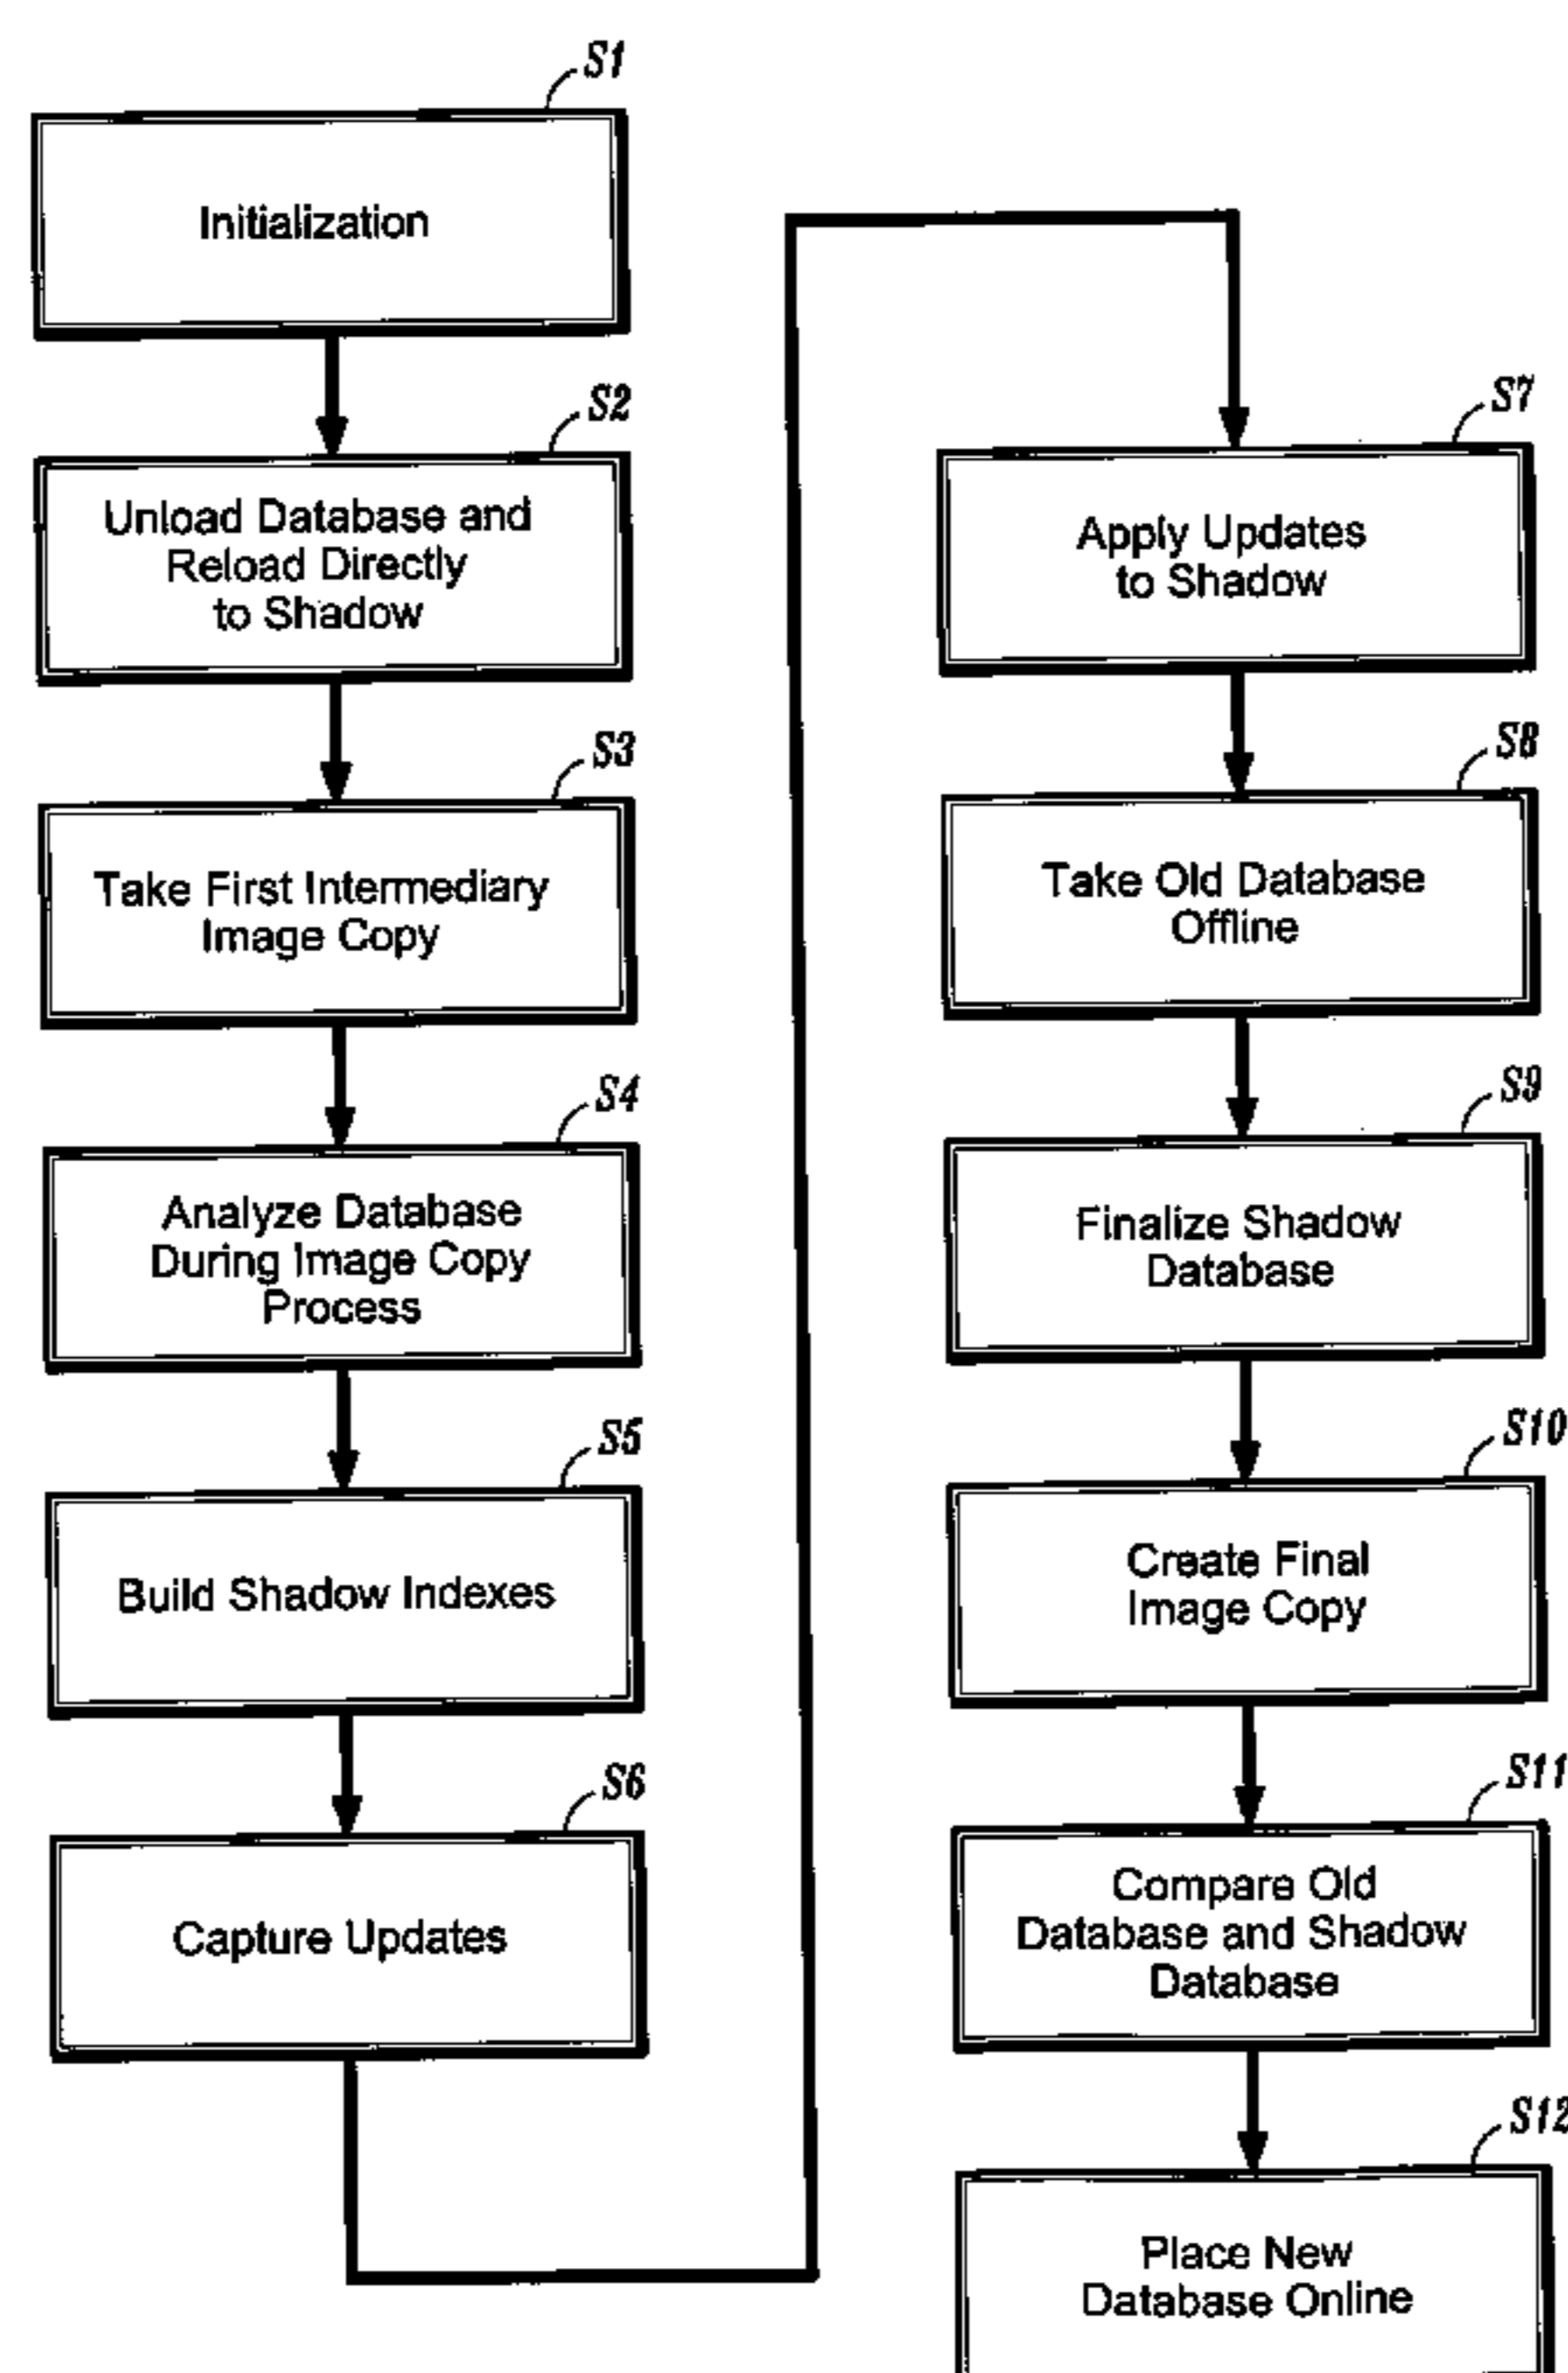 S1
Initialization
S2
Unload Database and
Reload Directly
to Shadow
S3
Take First Intermediary
Image Copy
S4
Analyze Database
During Image Copy
Process
S5
Build Shadow Indexes
S6
Capture Updates
S7
Apply Updates
to Shadow
S8
Take Old Database
Offline
S9
Finalize Shadow
Database
S10
Create Final
Image Copy
S11
Compare Old
Database and Shadow
Database
S12
Place New
Database Online